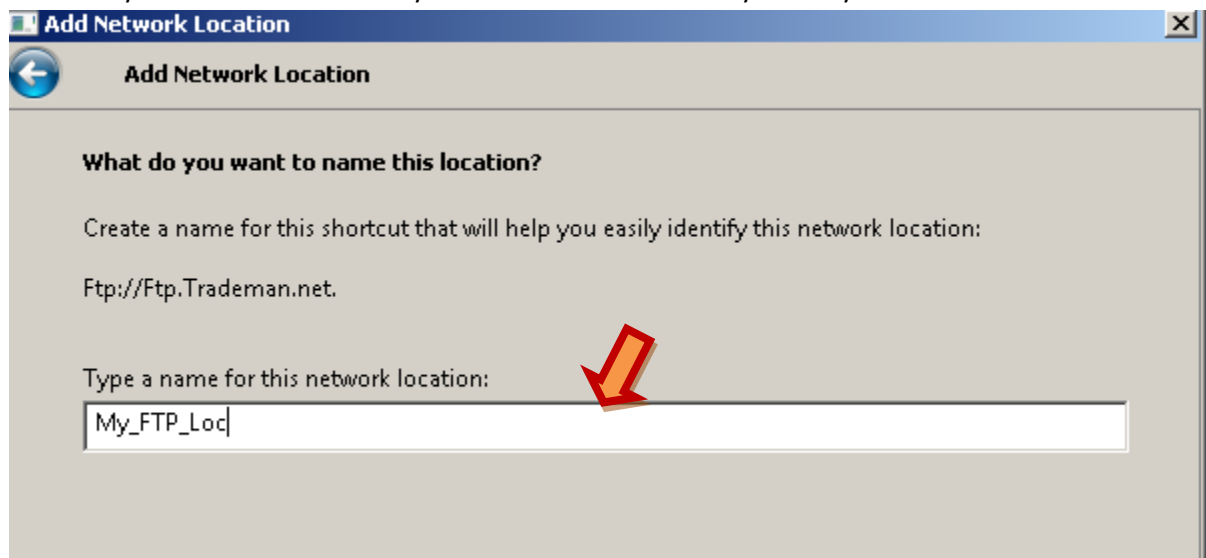 Add Network Location
Add Network Location
What do you want to name this location?
Create a name for this shortcut that will help you easily identify this network location:
Ftp://Ftp.Trademan.net.
Type a name for this network location:
My_FTP_Loc